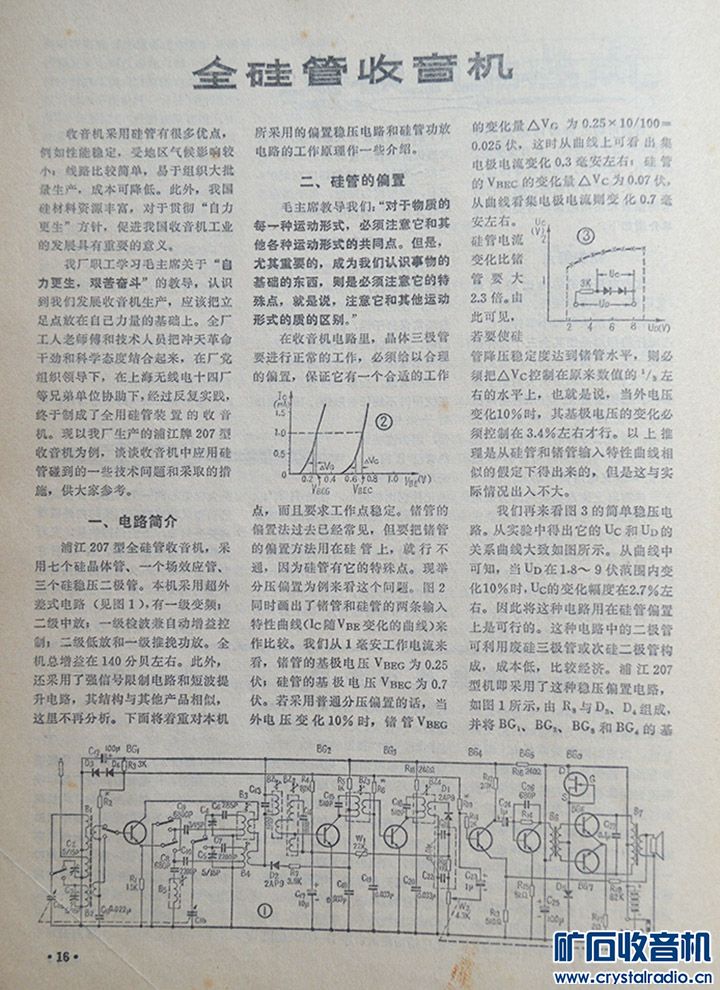 全硅管收音机
收音机采用硅管有很多优点，
例如性能稳定，受地区气候影响较
小；线路比较简单，易于组织大批
量生产，成本可降低。此外，我国
硅材料资源丰富，对于贯彻“自力
更生”方针，促进我国收音机工业
的发展具有重要的意义。
我厂职工学习毛主席关于“自
力更生，艰苦奋斗”的教导，认识
到我们发展收音机生产，应该把立
足点放在自己力量的基础上。全厂
工人老师傅和技术人员把冲天革命
干劲和科学态度结合起来，在厂党
组织领导下，在上海无线电十四厂
等兄弟单位协助下，经过反复实践，
终于制成了全用硅管装置的收音
机。现以我厂生产的浦江牌 207 型
收音机为例，谈谈收音机中应用硅
管碰到的一些技术问题和采取的措
施，供大家参考。
一、电路简介
浦江 207 型全硅管收音机，采
用七个硅晶体管、一个场效应管、
三个硅稳压二极管。本机采用超外
差式电路（见图1），有一级变频；
二级中放；一级检波兼自动增益控
制；二级低放和一级推挽功放。全
机总增益在 140 分贝左右。此外，
还采用了强信号限制电路和短波提
升电路，其结构与其他产品相似，
这里不再分析。下面将着重对本机
所采用的偏置稳压电路和硅管功放
电路的工作原理作一些介绍。
二、硅管的偏置
毛主席教导我们：“对于物质的
每一种运动形式，必须注意它和其
他各种运动形式的共同点。但是，
尤其重要的，成为我们认识事物的
基础的东西，则是必须注意它的特
殊点，就是说，注意它和其他运动
形式的质的区别。”
在收音机电路里，晶体三极管
要进行正常的工作，必须给以合理
的偏置，保证它有一个合适的工作
IC
(mA)
1.5
1.0
0.5
②
△VG
△VC
0.2 0.4 0.6 0.8 1.0 VBE(V)
VBEG VBEC
点，而且要求工作点稳定。锗管的
偏置法过去已经常见，但要把锗管
的偏置方法用在硅管上，就行不
通，因为硅管有它的特殊点。现举
分压偏置为例来看这个问题。图2
同时画出了锗管和硅管的两条输入
特性曲线(IC随VBE变化的曲线)来
作比较。我们从 1 毫安工作电流来
看，锗管的基极电压 VBEG 为 0.25
伏；硅管的基极电压 VBEC 为 0.7
伏。若采用普通分压偏置的话，当
外电压变化10%时，锗管 VBEG
的变化量△VG 为 0.25×10/100=
0.025 伏，这时从曲线上可看出集
电极电流变化 0.3 毫安左右；硅管
的 VBEC 的变化量△VC为 0.07 伏，
从曲线看集电极电流则变化 0.7 毫
安左右。
硅管电流
变化比锗
管要大
2.3 倍。由
此可见，
若要使硅
UC
(V)
2
1
③
UC
3K
UD
2 4 6 8 UD(V)
管降压稳定度达到锗管水平，则必
须把△VC控制在原来数值的 1/3 左
右的水平上，也就是说，当外电压
变化10%时，其基极电压的变化必
须控制在 3.4%左右才行。以上推
理是从硅管和锗管输入特性曲线相
似的假定下得出来的，但是这与实
际情况出入不大。
我们再来看图 3 的简单稳压电
路。从实验中得出它的 UC 和 UD的
关系曲线大致如图所示。从曲线中
可知，当 UD在1.8～9 伏范围内变
化10%时，UC的变化幅度在2.7%左
右。因此将这种电路用在硅管偏置
上是可行的。这种电路中的二极管
可利用废硅三极管或次硅二极管构
成，成本低，比较经济。浦江 207
型机即采用了这种稳压偏置电路，
如图1所示，由 R3与D3、D4组成，
并将 BG1、BG2、BG3和BG4的基
BG1 BG2 BG3 BG4 BG5 BG6
BG7
①
·16·
矿石收音机
www.crystalradio.cn